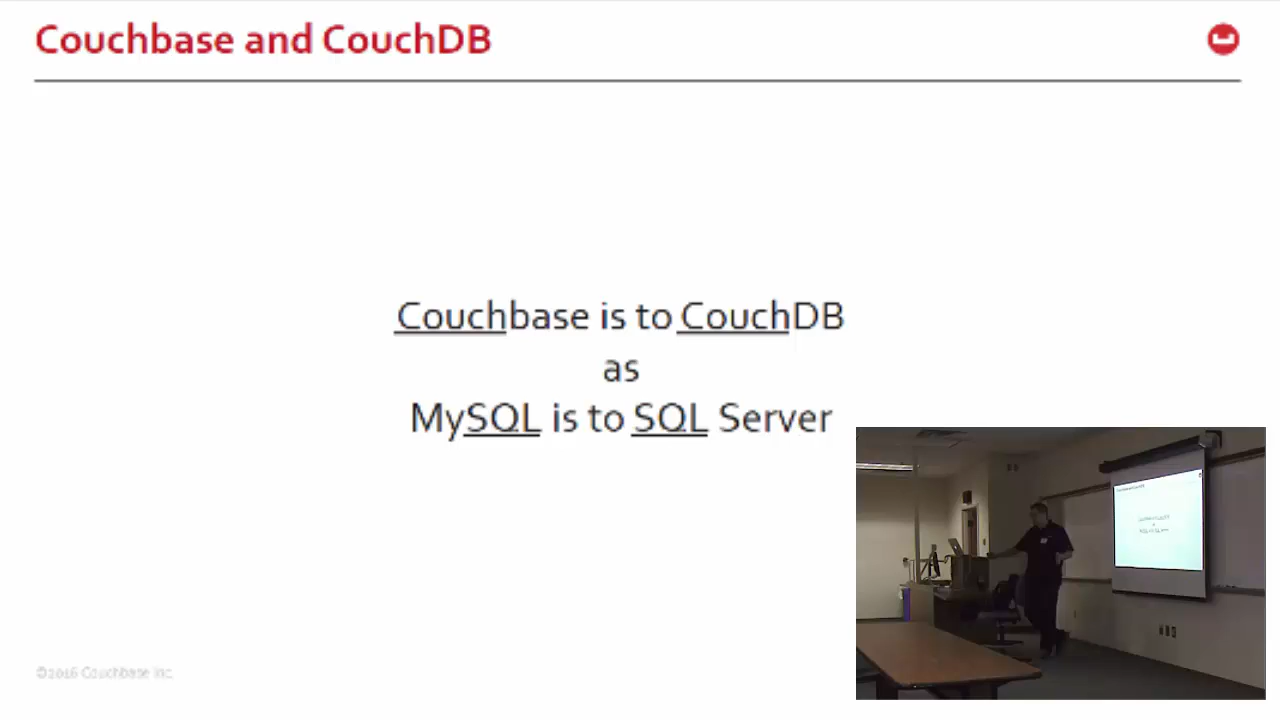 Couchbase and CouchDB
Couchbase is to CouchDB
as
MySQL is to SQL Server
©2016 Couchbase Inc.